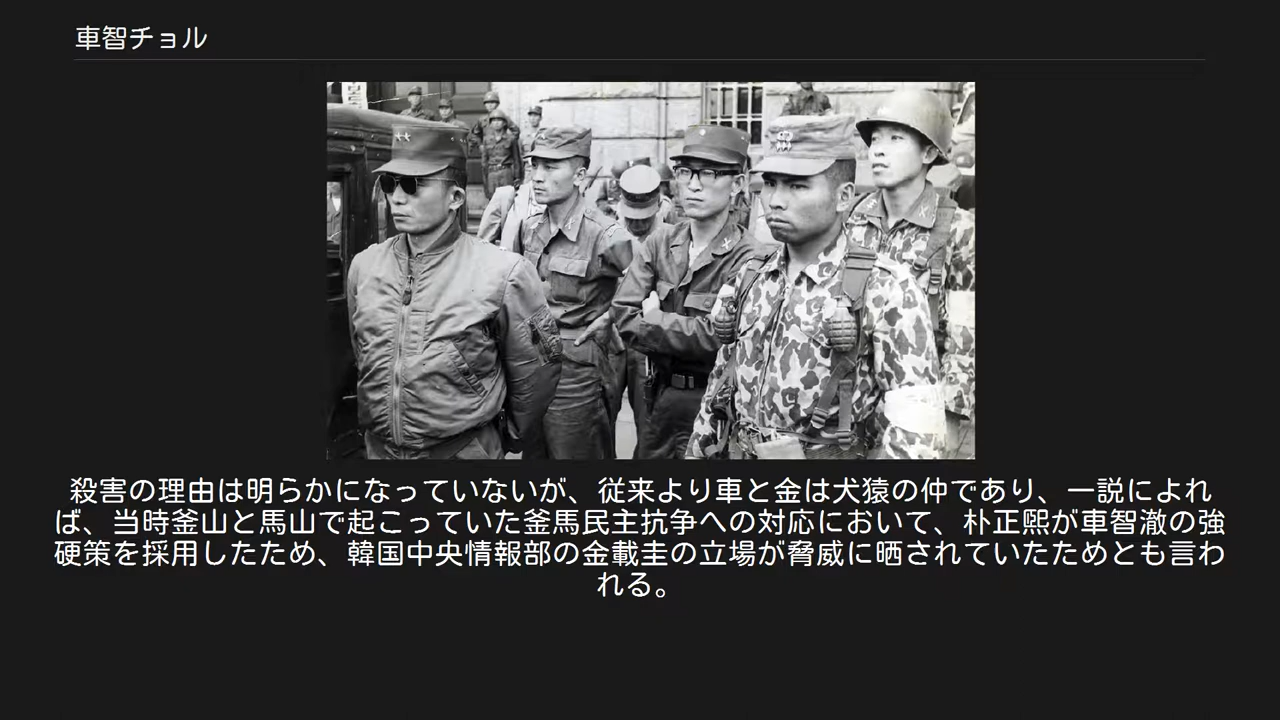 車智チョル
殺害の理由は明らかになっていないが、従来より車と金は犬猿の仲であり、一説によれ
ば、当時釜山と馬山で起こっていた釜馬民主抗争への対応において、朴正熙が車智澈の強
硬策を採用したため、韓国中央情報部の金載圭の立場が脅威に晒されていたためとも言わ
れる。